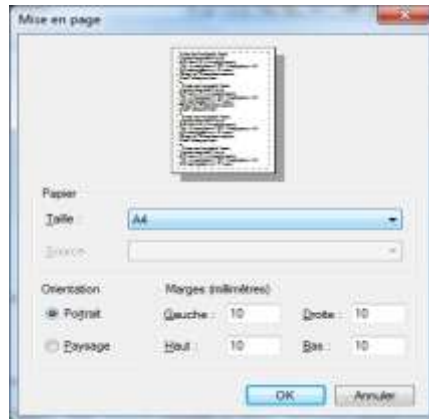 Mise en page
Papier
Taille : A4
Source
Orientation
Marges (millimètres)
Portrait
Gauche : 10 Droite : 10
Paysage
Haut : 10 Bas : 10
OK Annuler